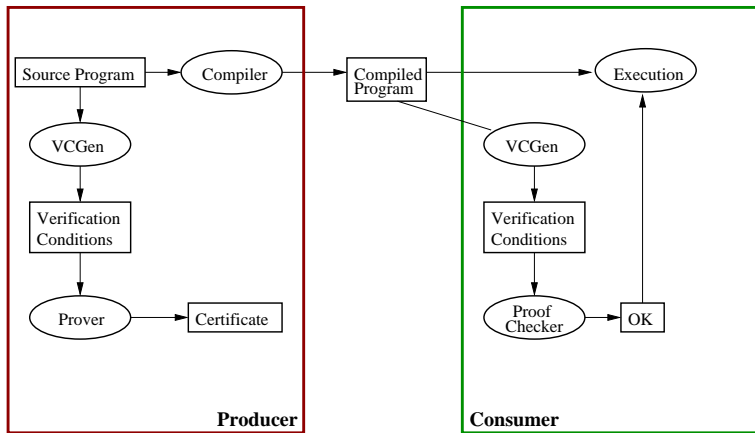 Source Program
Compiler
Compiled
Program
Execution
VCGen
VCGen
Verification
Conditions
Verification
Conditions
Prover
Certificate
Proof
Checker
OK
Producer
Consumer